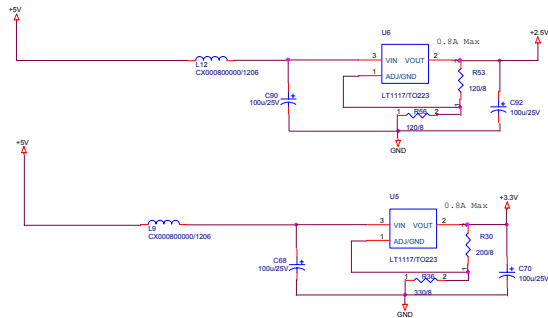 +5V
U6
0.8A Max
+2.5V
3
VIN
VOUT
2
1
ADJ/GND
LT1117/TO223
L12
CX000800000/1206
R53
120/8
C90
100u/25V
C92
100u/25V
1
R56
2
120/8
GND
+5V
U5
0.8A Max
+3.3V
3
VIN
VOUT
2
1
ADJ/GND
LT1117/TO223
L9
CX000800000/1206
R30
200/8
C68
100u/25V
C70
100u/25V
1
R36
2
330/8
GND